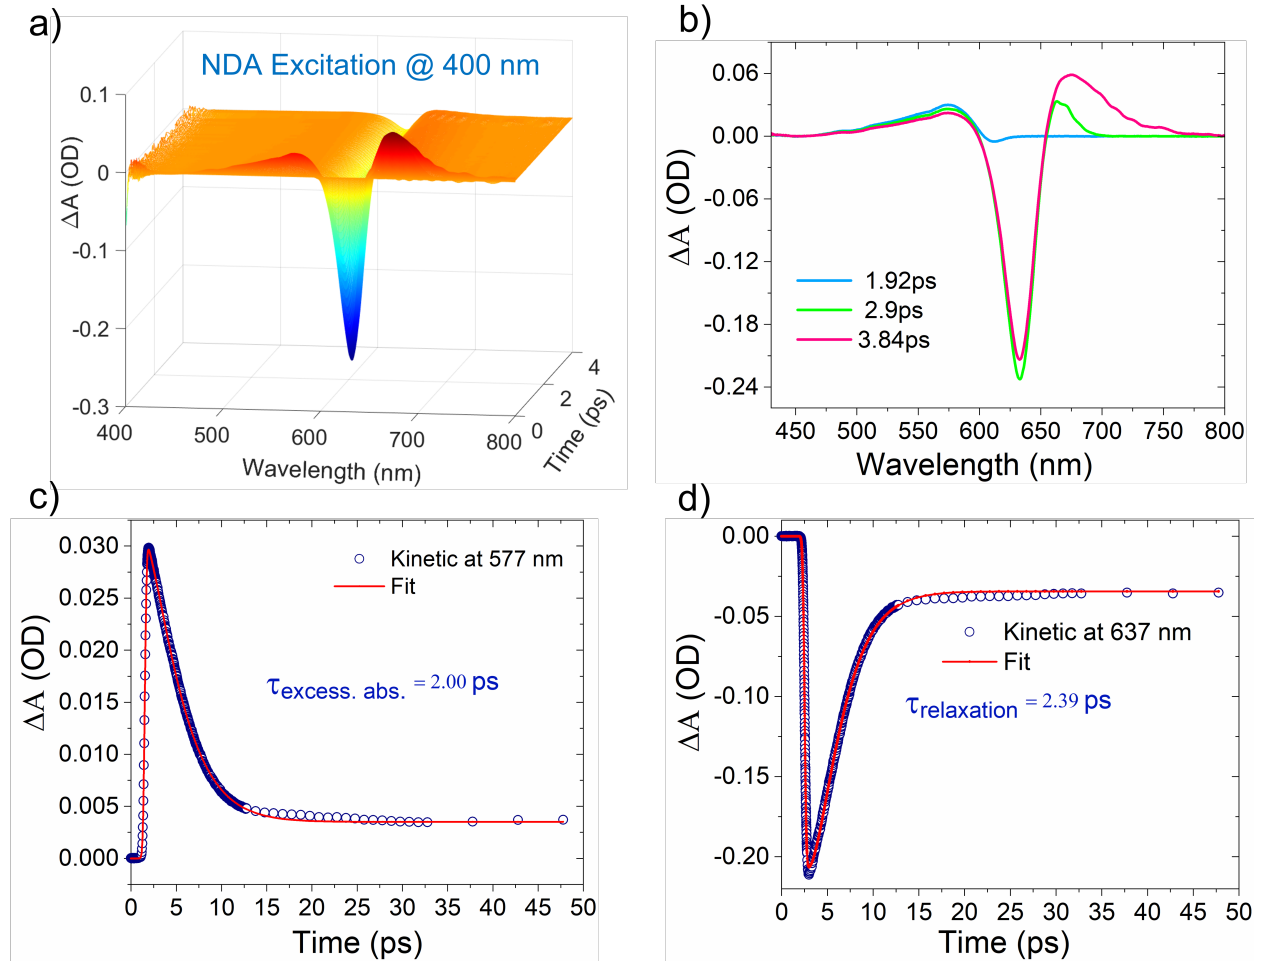 a)
NDA Excitation @ 400 nm
0.1
0
-0.1
-0.2
-0.3
ΔA (OD)
400
500
600
700
800
Wavelength (nm)
0
2
4
Time (ps)
b)
0.06
0.00
-0.06
-0.12
-0.18
-0.24
ΔA (OD)
1.92ps
2.9ps
3.84ps
450 500 550 600 650 700 750 800
Wavelength (nm)
c)
0.030
0.025
0.020
0.015
0.010
0.005
0.000
ΔA (OD)
Kinetic at 577 nm
Fit
τexcess. abs. = 2.00 ps
0 5 10 15 20 25 30 35 40 45 50
Time (ps)
d)
0.00
-0.05
-0.10
-0.15
-0.20
ΔA (OD)
Kinetic at 637 nm
Fit
τrelaxation = 2.39 ps
0 5 10 15 20 25 30 35 40 45 50
Time (ps)